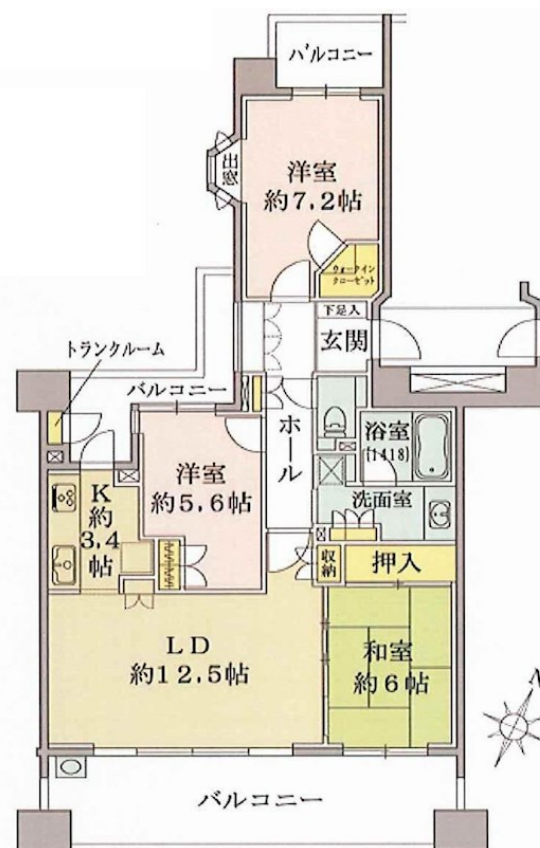 バルコニー
出窓
洋室
約7.2帖
ウォークイン
クローゼット
下足入
玄関
トランクルーム
バルコニー
ホール
浴室
(1418)
洋室
約5.6帖
K
約
3.4
帖
洗面室
収納
押入
LD
約12.5帖
和室
約6帖
N
バルコニー